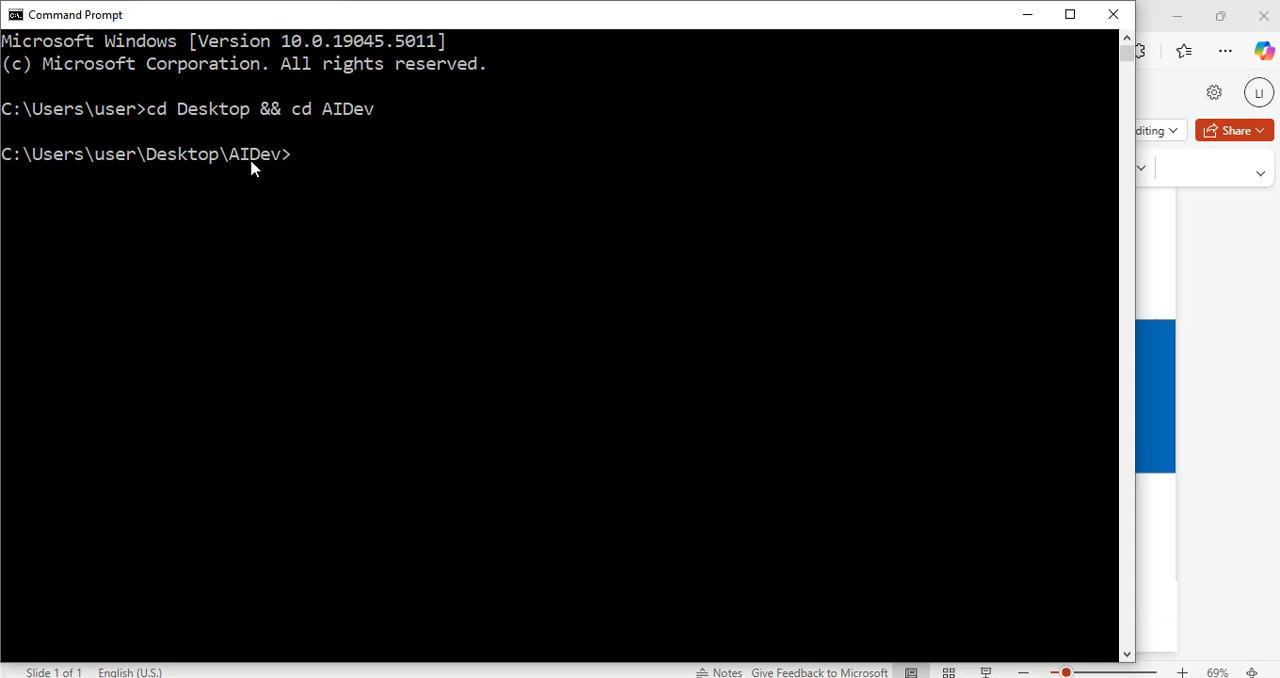 Command Prompt
Microsoft Windows [Version 10.0.19045.5011]
(c) Microsoft Corporation. All rights reserved.
C:\Users\user>cd Desktop && cd AIDev
C:\Users\user\Desktop\AIDev>
LI
diting
Share
Slide 1 of 1 English (U.S.) Notes Give Feedback to Microsoft 69%